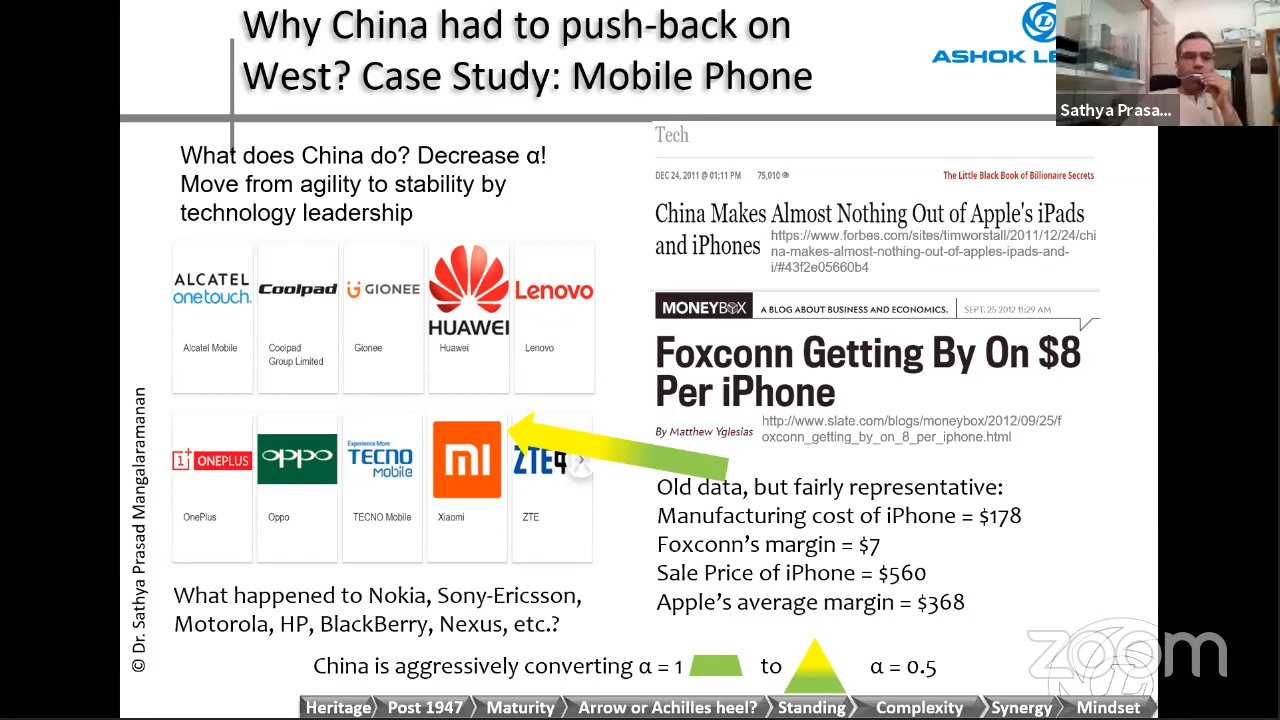 Why China had to push-back on
West? Case Study: Mobile Phone
ASHOK LE
Sathya Prasa...
What does China do? Decrease α!
Move from agility to stability by
technology leadership
ALCATEL
onetouch.
Alcatel Mobile
Coolpad
Coolpad
Group Limited
GIONEE
Gionee
HUAWEI
Huawei
Lenovo
Lenovo
1+ ONEPLUS
OnePlus
oppo
Oppo
Experience More
TECNO
mobile
TECNO Mobile
mi
Xiaomi
ZTE
ZTE
What happened to Nokia, Sony-Ericsson,
Motorola, HP, BlackBerry, Nexus, etc.?
Tech
DEC 24, 2011 @ 01:11 PM 75,010
The Little Black Book of Billionaire Secrets
China Makes Almost Nothing Out of Apple's iPads
and iPhones
https://www.forbes.com/sites/timworstall/2011/12/24/chi
na-makes-almost-nothing-out-of-apples-ipads-and-
i/#43f2e05660b4
MONEYBOX A BLOG ABOUT BUSINESS AND ECONOMICS. SEPT. 25 2012 11:29 AM
Foxconn Getting By On $8
Per iPhone
By Matthew Yglesias
http://www.slate.com/blogs/moneybox/2012/09/25/f
oxconn_getting_by_on_8_per_iphone.html
Old data, but fairly representative:
Manufacturing cost of iPhone = $178
Foxconn’s margin = $7
Sale Price of iPhone = $560
Apple’s average margin = $368
China is aggressively converting α = 1 to α = 0.5
© Dr. Sathya Prasad Mangalaramanan
zoom
Heritage Post 1947 Maturity Arrow or Achilles heel? Standing Complexity Synergy Mindset